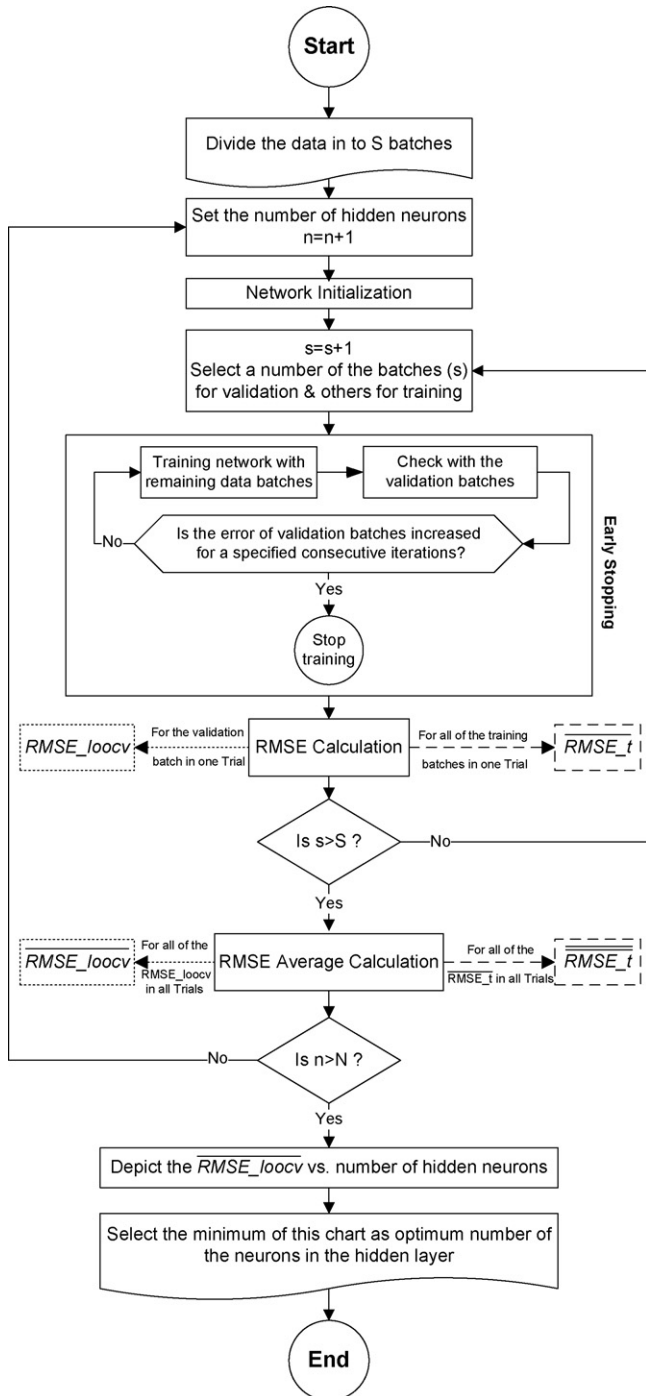 Start
Divide the data in to S batches
Set the number of hidden neurons
n=n+1
Network Initialization
s=s+1
Select a number of the batches (s)
for validation & others for training
Training network with
remaining data batches
Check with the
validation batches
No
Is the error of validation batches increased
for a specified consecutive iterations?
Early Stopping
Yes
Stop
training
RMSE_loocv
For the validation
batch in one Trial
RMSE Calculation
For all of the training
batches in one Trial
RMSE_t
Is s>S ?
No
Yes
RMSE_loocv
For all of the
RMSE_loocv
in all Trials
RMSE Average Calculation
For all of the
RMSE_t in all Trials
RMSE_t
No
Is n>N ?
Yes
Depict the RMSE_loocv vs. number of hidden neurons
Select the minimum of this chart as optimum number of
the neurons in the hidden layer
End